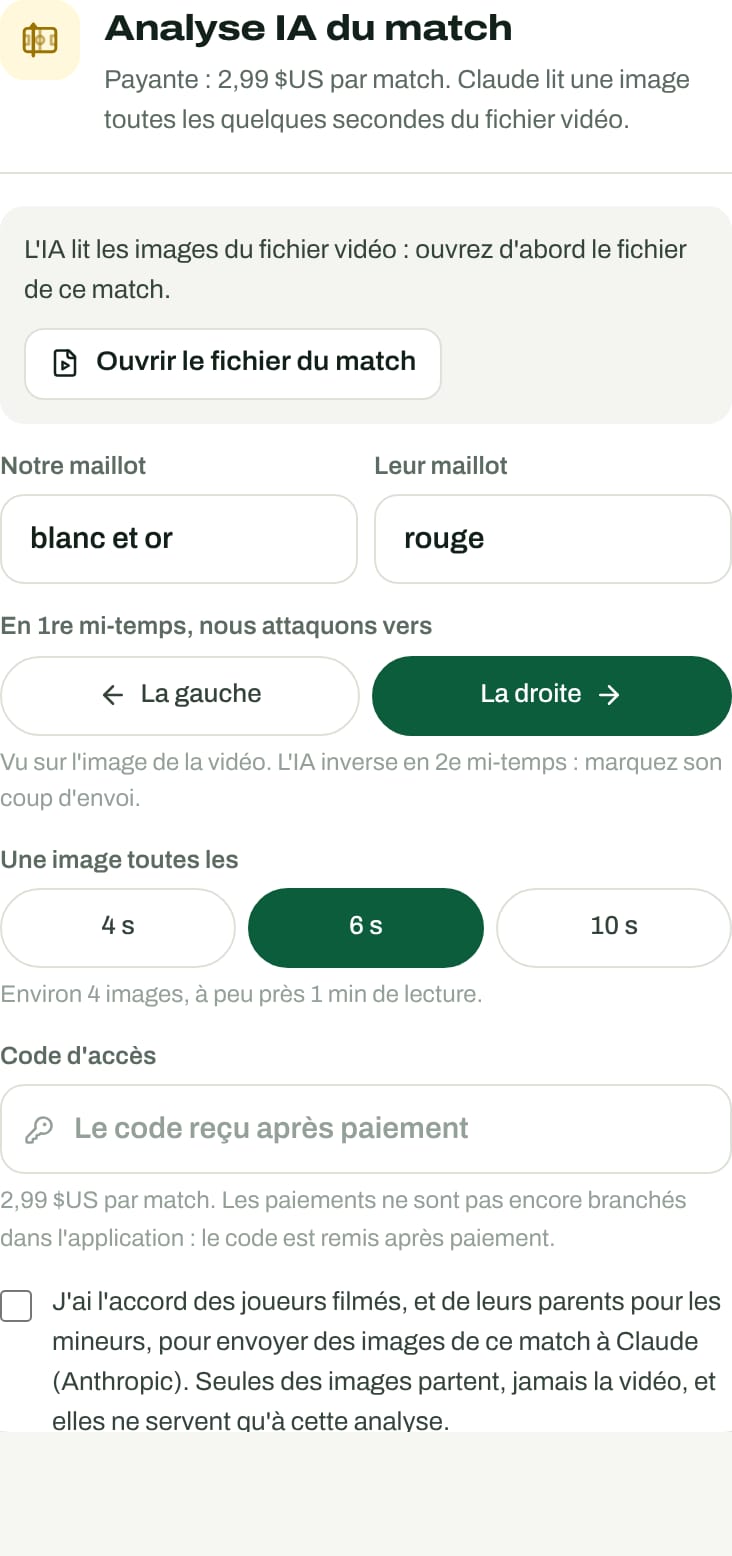 Analyse IA du match
Payante : 2,99 $US par match. Claude lit une image
toutes les quelques secondes du fichier vidéo.
L'IA lit les images du fichier vidéo : ouvrez d'abord le fichier
de ce match.
Ouvrir le fichier du match
Notre maillot
Leur maillot
blanc et or
rouge
En 1re mi-temps, nous attaquons vers
← La gauche
La droite →
Vu sur l'image de la vidéo. L'IA inverse en 2e mi-temps : marquez son
coup d'envoi.
Une image toutes les
4 s
6 s
10 s
Environ 4 images, à peu près 1 min de lecture.
Code d'accès
Le code reçu après paiement
2,99 $US par match. Les paiements ne sont pas encore branchés
dans l'application : le code est remis après paiement.
J'ai l'accord des joueurs filmés, et de leurs parents pour les
mineurs, pour envoyer des images de ce match à Claude
(Anthropic). Seules des images partent, jamais la vidéo, et
elles ne servent qu'à cette analyse.